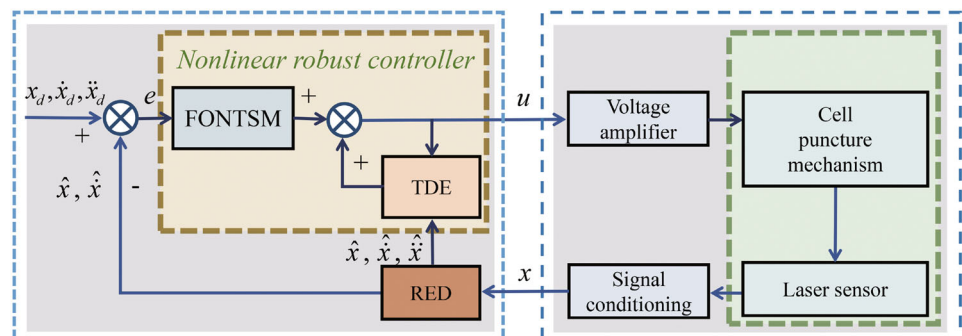 Nonlinear robust controller
x_d, ẋ_d, ẍ_d
e
+
FONTSM
+
u
Voltage
amplifier
Cell
puncture
mechanism
+
TDE
x̂, x̂̇
-
x̂, x̂̇, x̂̈
RED
x
Signal
conditioning
Laser sensor